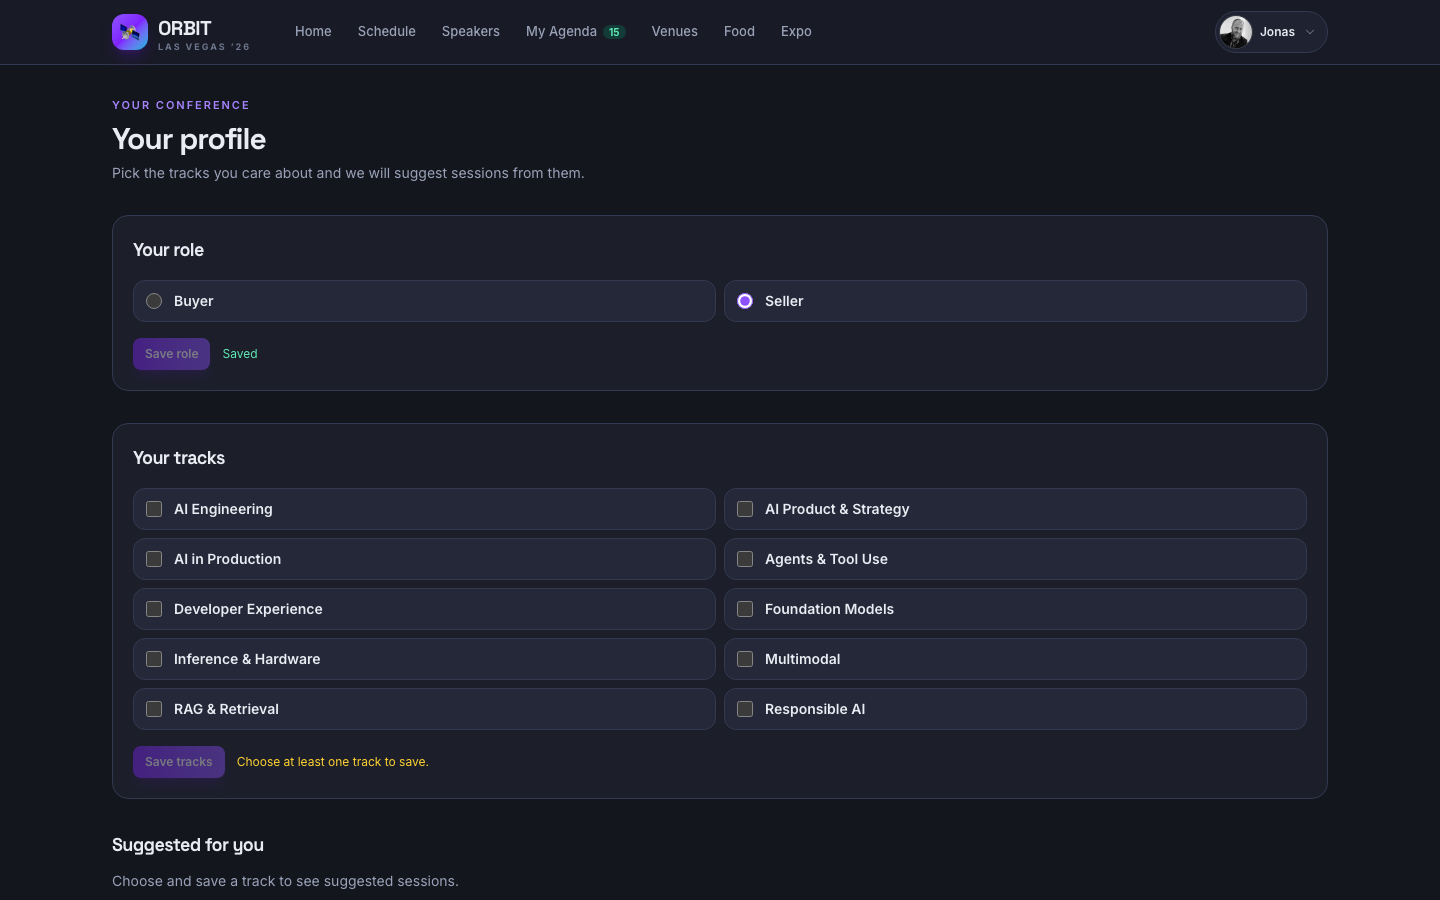 ORBIT
LAS VEGAS '26
Home
Schedule
Speakers
My Agenda 15
Venues
Food
Expo
Jonas
YOUR CONFERENCE
Your profile
Pick the tracks you care about and we will suggest sessions from them.
Your role
Buyer
Seller
Save role
Saved
Your tracks
AI Engineering
AI Product & Strategy
AI in Production
Agents & Tool Use
Developer Experience
Foundation Models
Inference & Hardware
Multimodal
RAG & Retrieval
Responsible AI
Save tracks
Choose at least one track to save.
Suggested for you
Choose and save a track to see suggested sessions.